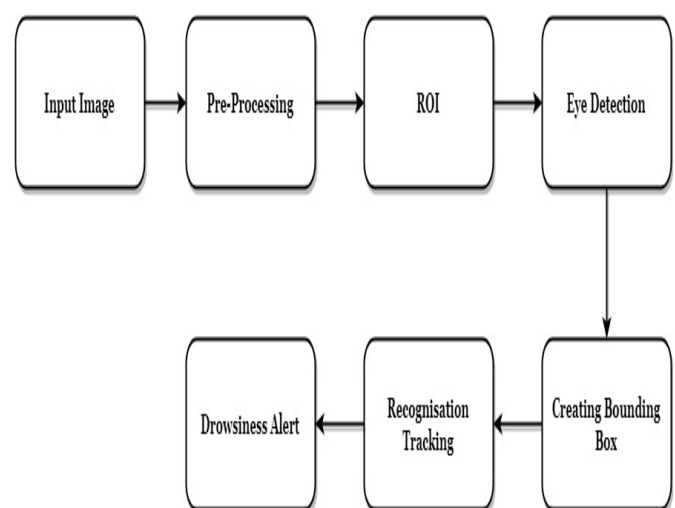 Input Image
Pre-Processing
ROI
Eye Detection
Drowsiness Alert
Recognisation
Tracking
Creating Bounding
Box